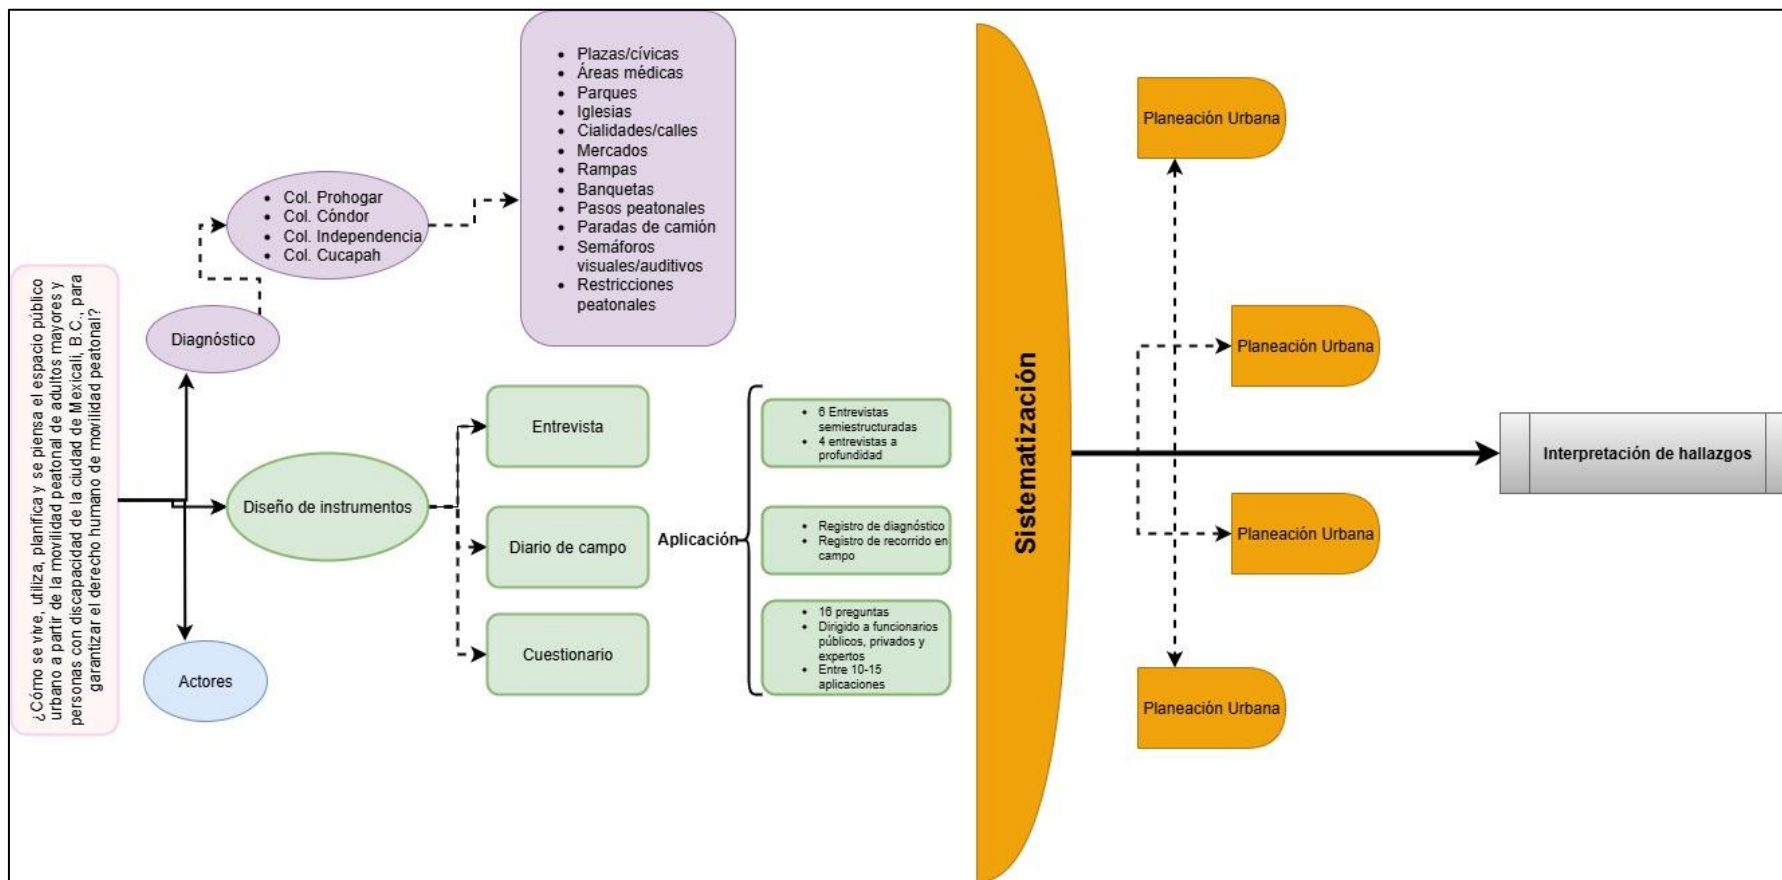 ¿Cómo se vive, utiliza, planifica y se piensa el espacio público
urbano a partir de la movilidad peatonal de adultos mayores y
personas con discapacidad de la ciudad de Mexicali, B.C., para
garantizar el derecho humano de movilidad peatonal?
Diagnóstico
• Col. Prohogar
• Col. Cóndor
• Col. Independencia
• Col. Cucapah
• Plazas/cívicas
• Áreas médicas
• Parques
• Iglesias
• Cialidades/calles
• Mercados
• Rampas
• Banquetas
• Pasos peatonales
• Paradas de camión
• Semáforos
visuales/auditivos
• Restricciones
peatonales
Diseño de instrumentos
Entrevista
Diario de campo
Cuestionario
Aplicación
• 6 Entrevistas
semiestructuradas
• 4 entrevistas a
profundidad
• Registro de diagnóstico
• Registro de recorrido en
campo
• 16 preguntas
• Dirigido a funcionarios
públicos, privados y
expertos
• Entre 10-15
aplicaciones
Actores
Sistematización
Planeación Urbana
Planeación Urbana
Planeación Urbana
Planeación Urbana
Interpretación de hallazgos